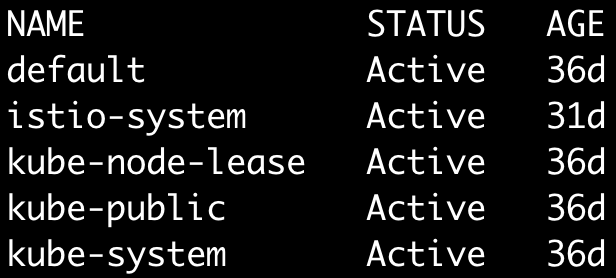 NAME STATUS AGE
default Active 36d
istio-system Active 31d
kube-node-lease Active 36d
kube-public Active 36d
kube-system Active 36d